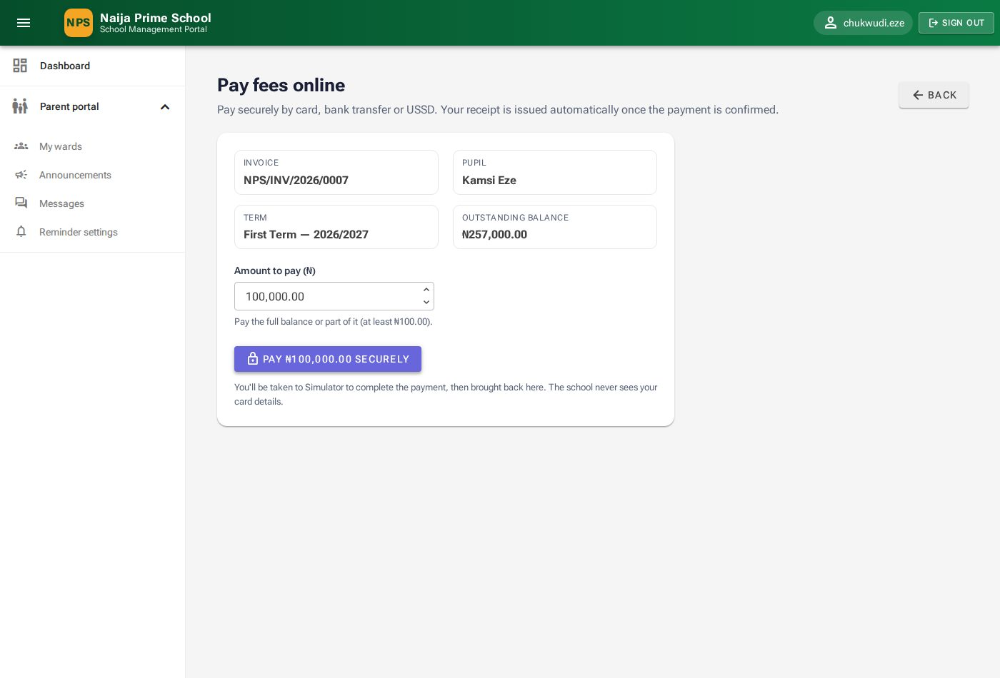 NPS
Naija Prime School
School Management Portal
chukwudi.eze
SIGN OUT
Dashboard
Parent portal
My wards
Announcements
Messages
Reminder settings
Pay fees online
Pay securely by card, bank transfer or USSD. Your receipt is issued automatically once the payment is confirmed.
BACK
INVOICE
NPS/INV/2026/0007
PUPIL
Kamsi Eze
TERM
First Term — 2026/2027
OUTSTANDING BALANCE
₦257,000.00
Amount to pay (₦)
100,000.00
Pay the full balance or part of it (at least ₦100.00).
PAY ₦100,000.00 SECURELY
You'll be taken to Simulator to complete the payment, then brought back here. The school never sees your
card details.